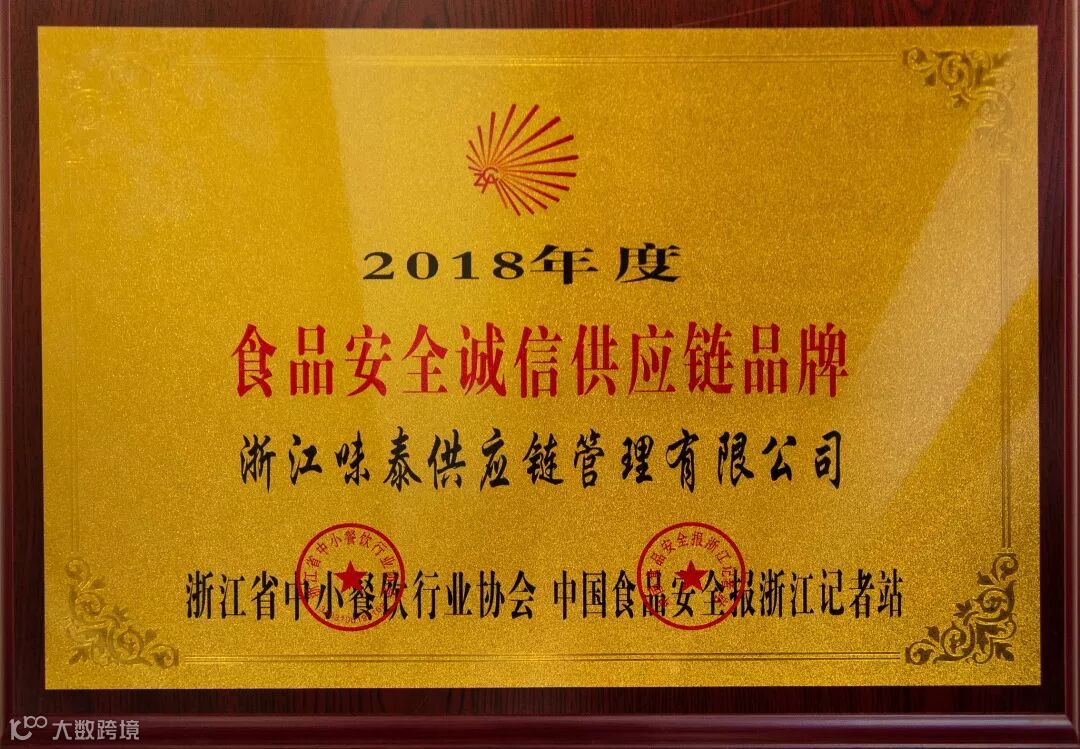 2018年度
食品安全诚信供应链品牌
浙江味泰供应链管理有限公司
浙江省中小餐饮行业协会 中国食品安全报浙江记者站
大数跨境